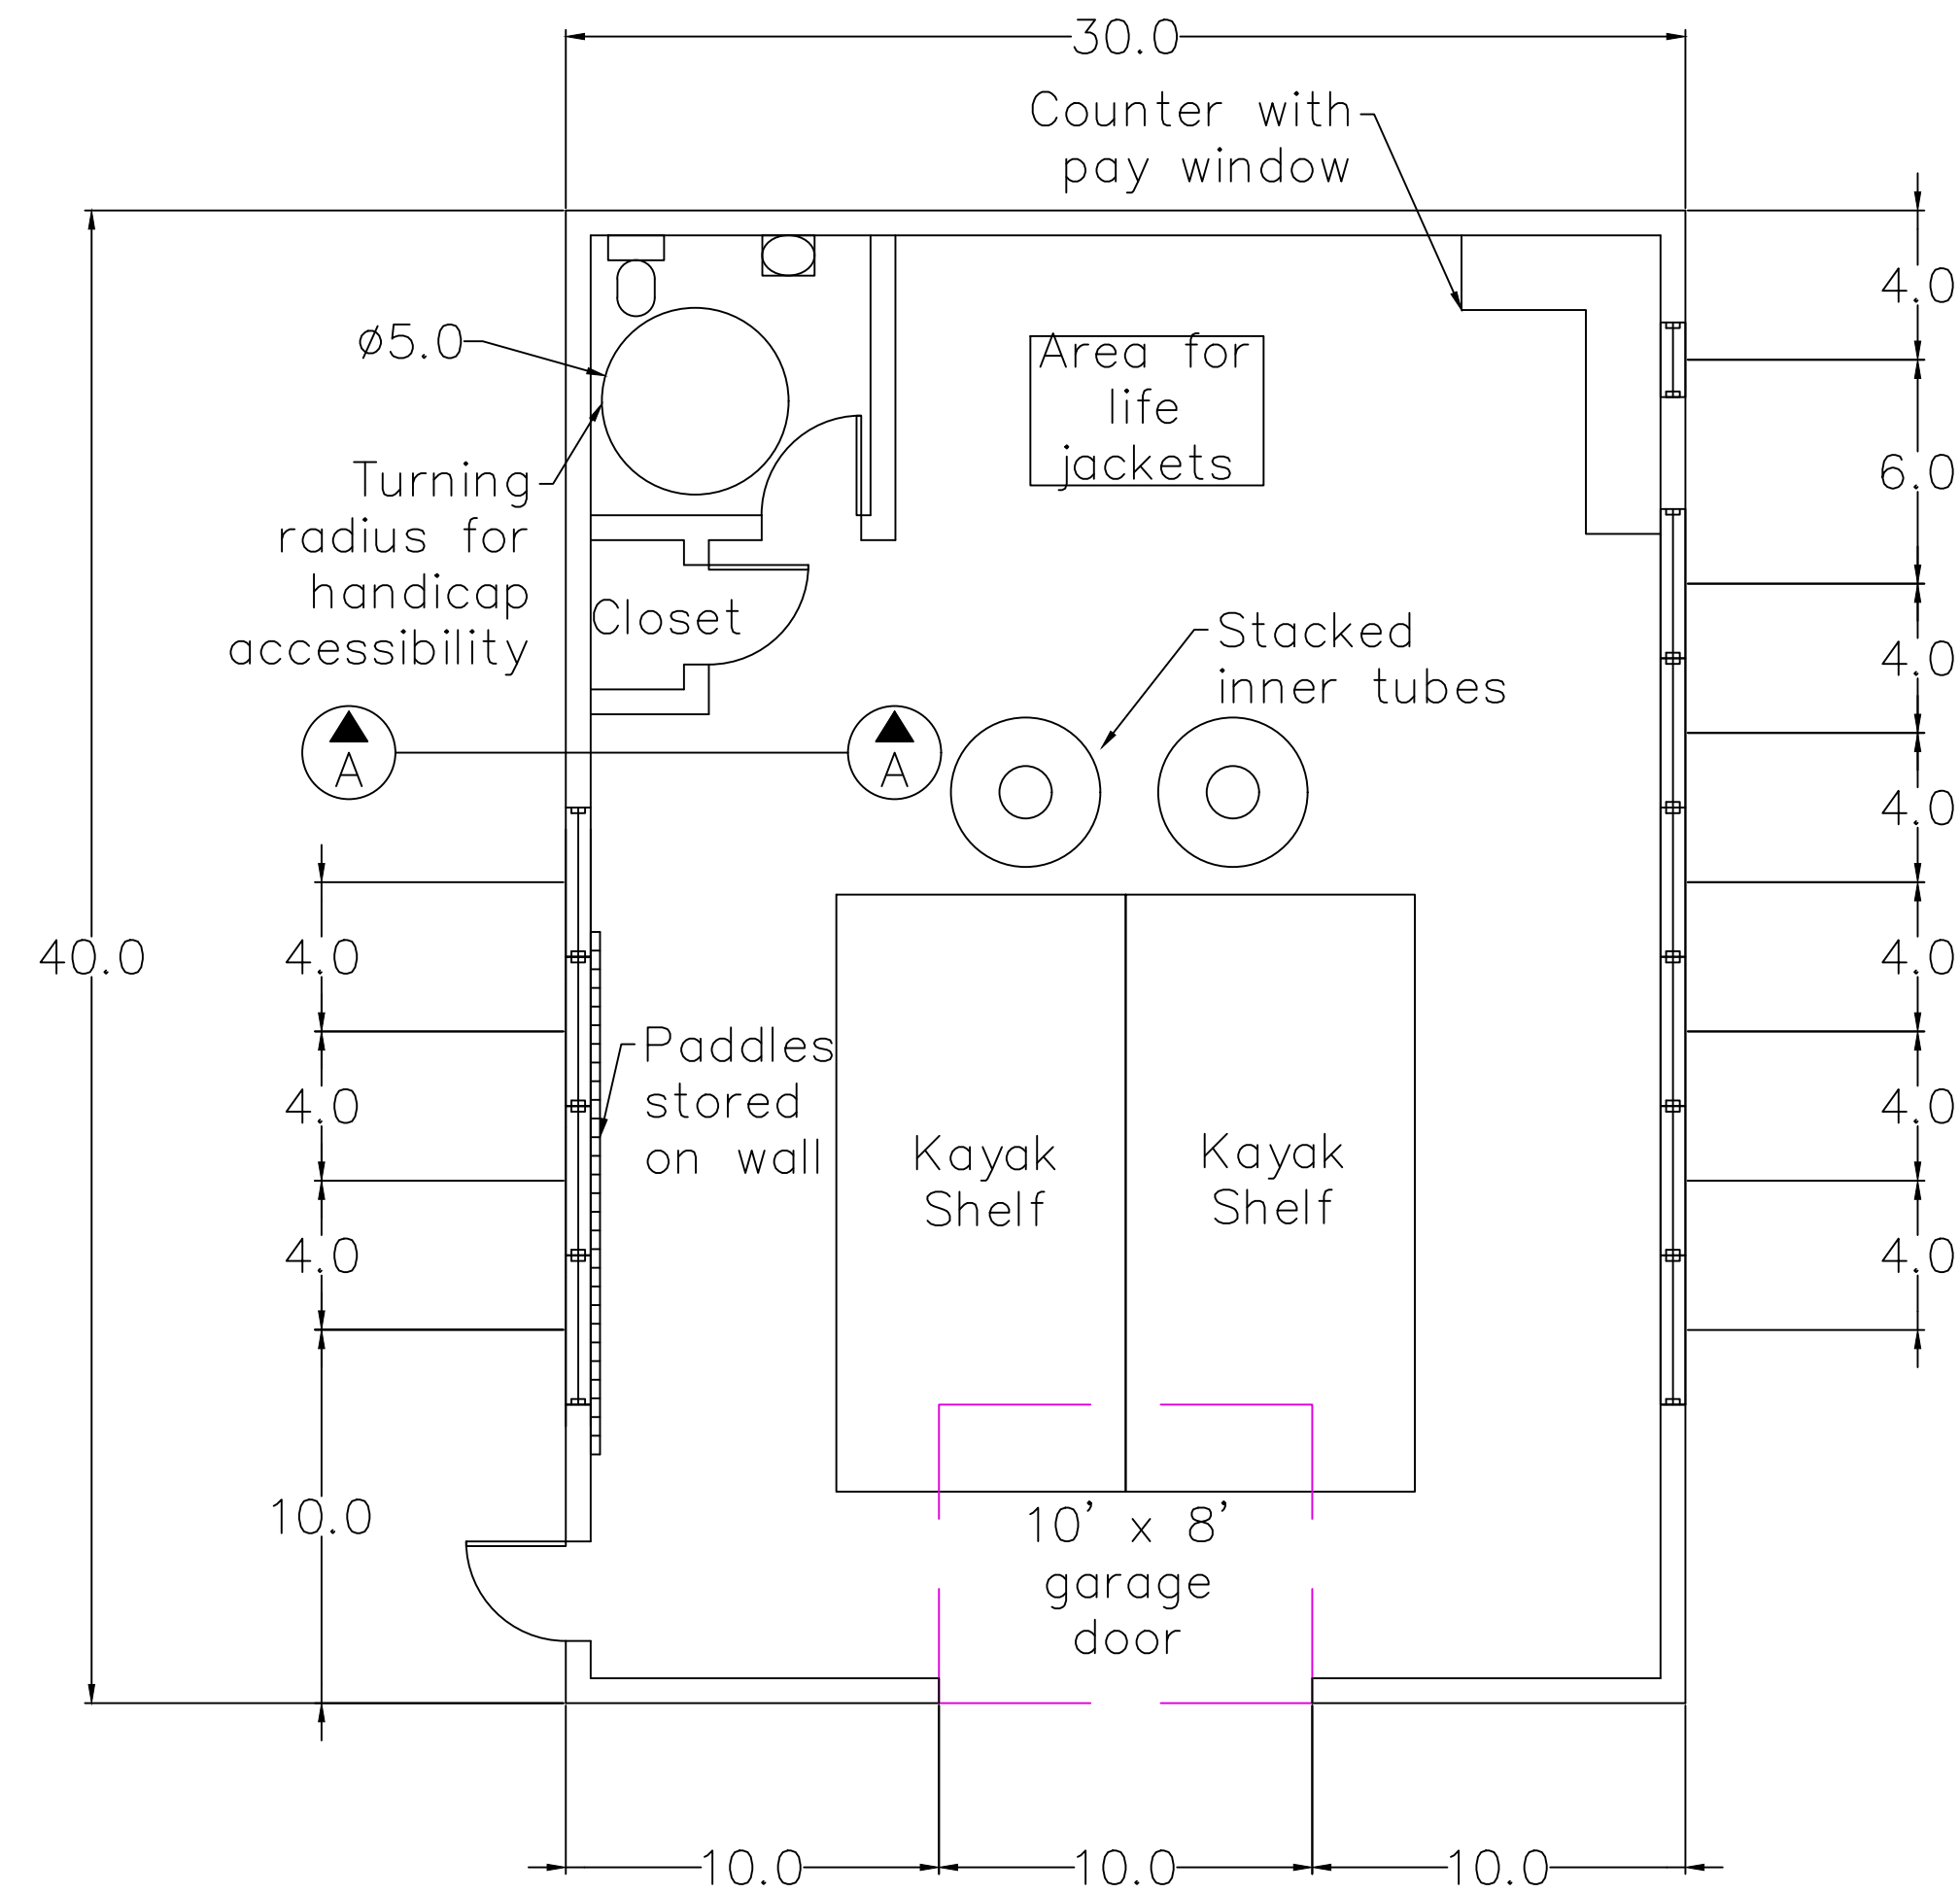 30.0
Counter with
pay window
4.0
⌀5.0
Area for
life
jackets
6.0
Turning
radius for
handicap
accessibility
Closet
Stacked
inner tubes
4.0
A
A
4.0
40.0
4.0
4.0
Paddles
stored
on wall
4.0
4.0
Kayak
Shelf
Kayak
Shelf
4.0
4.0
10.0
10' x 8'
garage
door
10.0
10.0
10.0